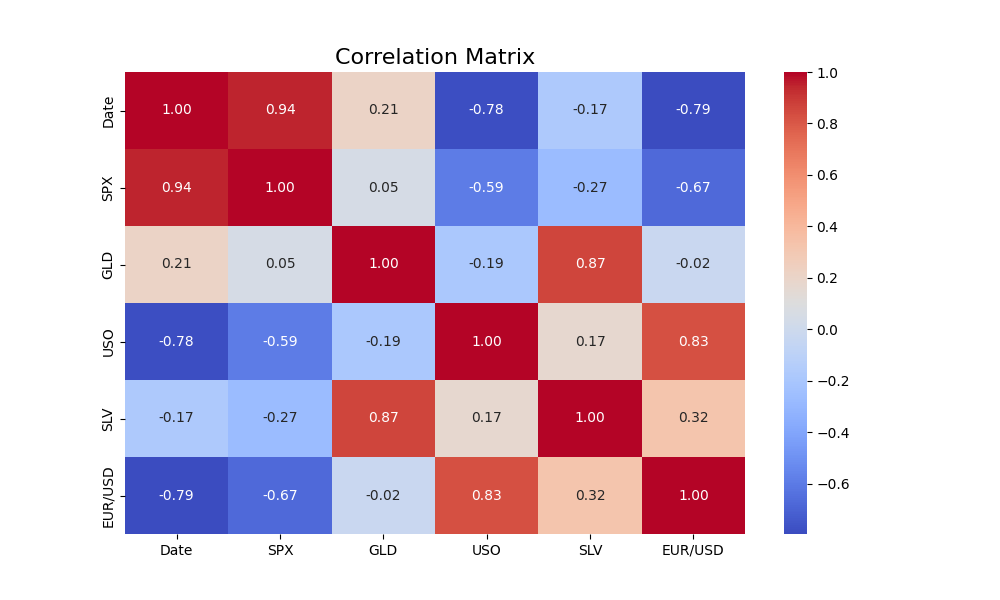 Correlation Matrix
Date 1.00 0.94 0.21 -0.78 -0.17 -0.79
SPX 0.94 1.00 0.05 -0.59 -0.27 -0.67
GLD 0.21 0.05 1.00 -0.19 0.87 -0.02
USO -0.78 -0.59 -0.19 1.00 0.17 0.83
SLV -0.17 -0.27 0.87 0.17 1.00 0.32
EUR/USD -0.79 -0.67 -0.02 0.83 0.32 1.00
Date SPX GLD USO SLV EUR/USD
1.0
0.8
0.6
0.4
0.2
0.0
−0.2
−0.4
−0.6